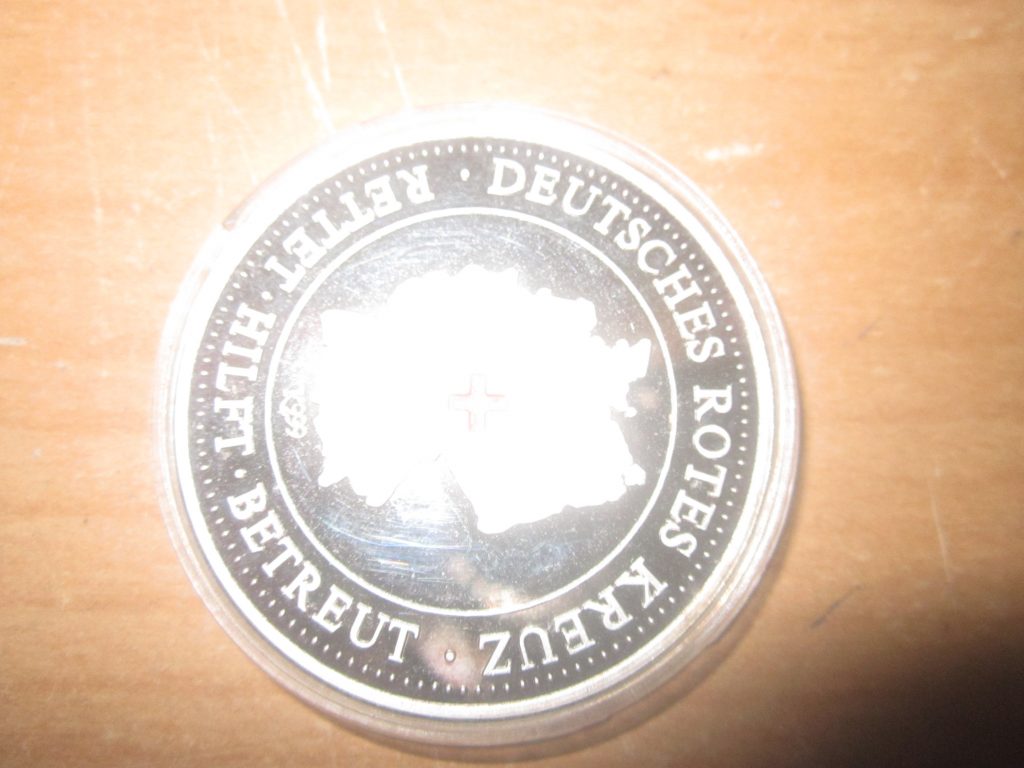 · DEUTSCHES ROTES KREUZ ·
RETTET · HILFT · BETREUT